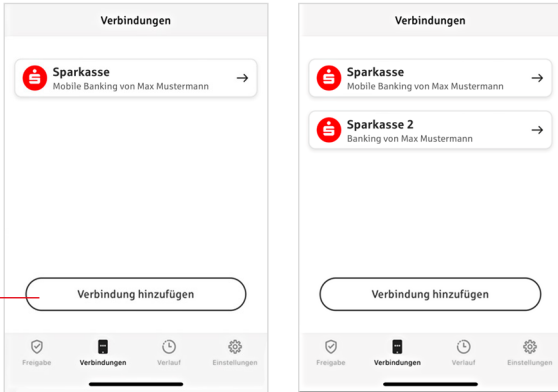 Verbindungen
Sparkasse
Mobile Banking von Max Mustermann
Verbindung hinzufügen
Freigabe
Verbindungen
Verlauf
Einstellungen
Verbindungen
Sparkasse
Mobile Banking von Max Mustermann
Sparkasse 2
Banking von Max Mustermann
Verbindung hinzufügen
Freigabe
Verbindungen
Verlauf
Einstellungen